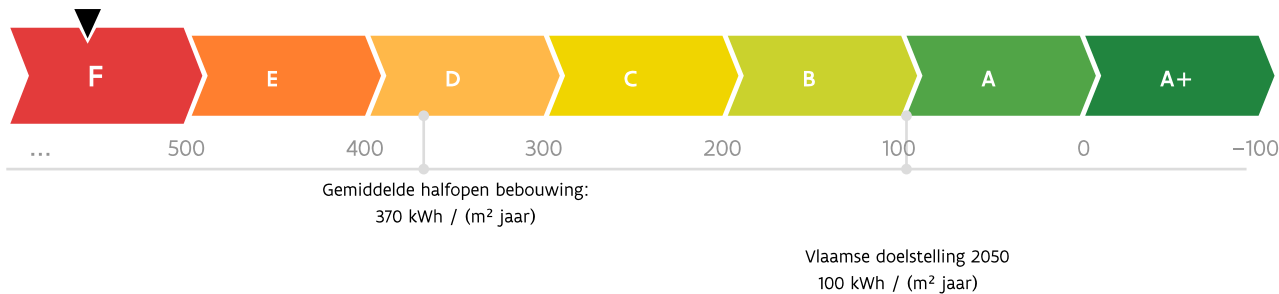 F E D C B A A+
... 500 400 300 200 100 0 –100
Gemiddelde halfopen bebouwing:
370 kWh / (m² jaar)
Vlaamse doelstelling 2050
100 kWh / (m² jaar)